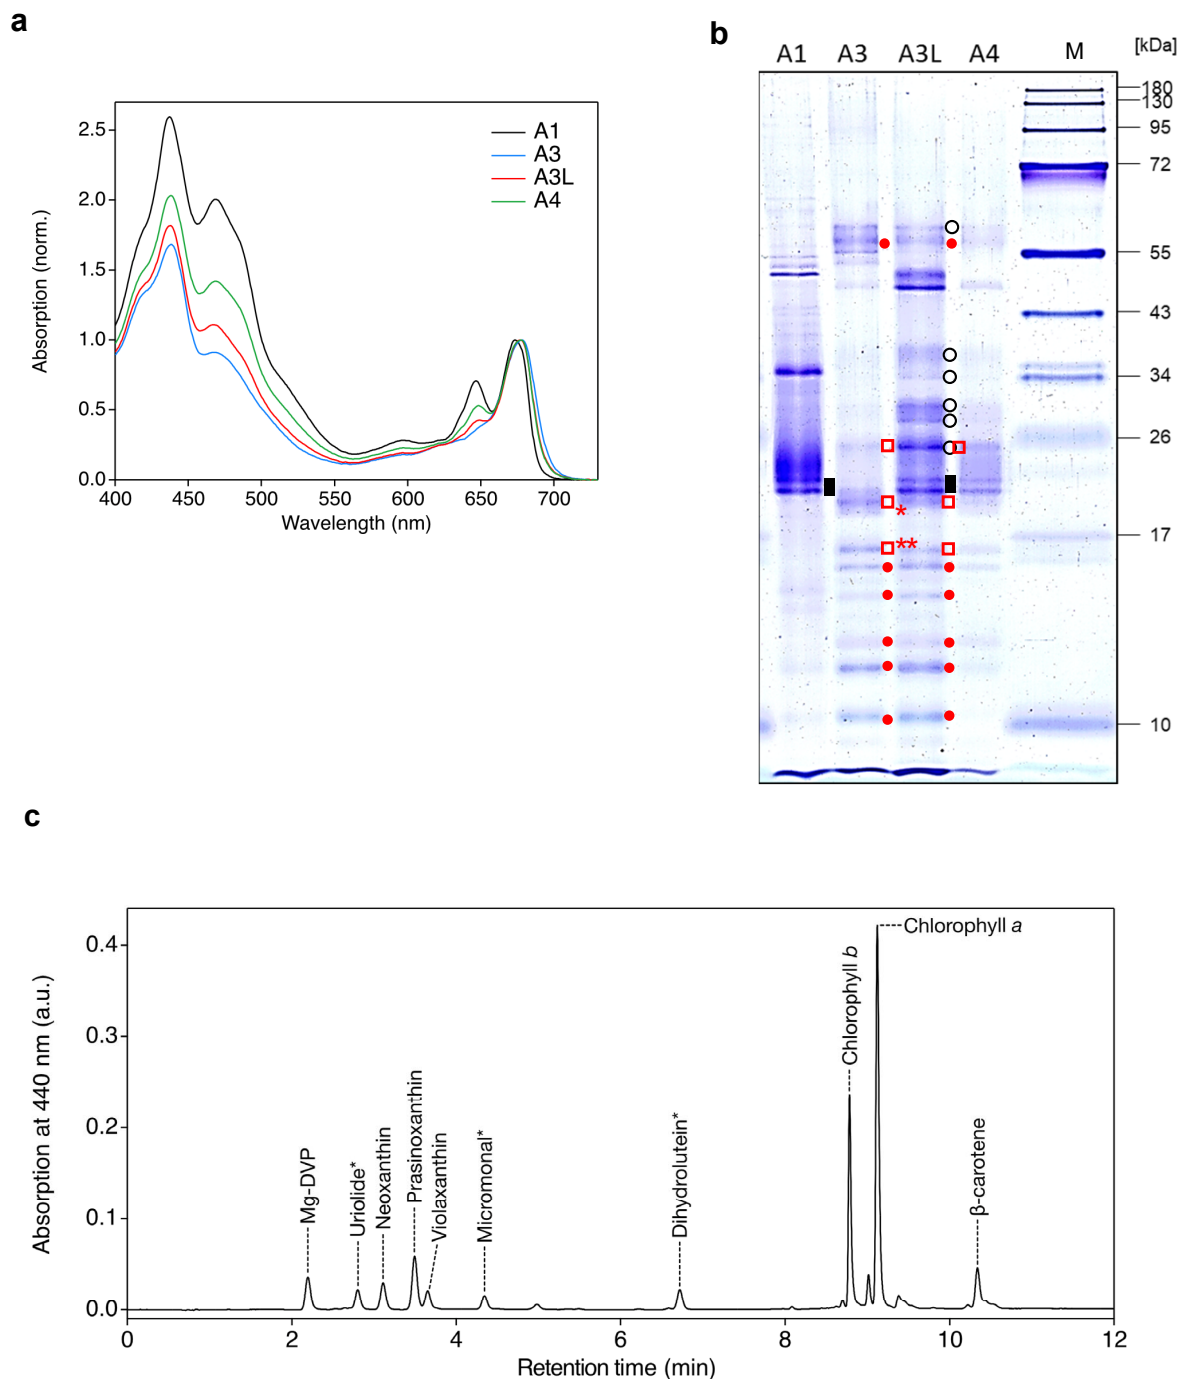 a
A1
A3
A3L
A4
2.5
2.0
1.5
1.0
0.5
0.0
400
450
500
550
600
650
700
Absorption (norm.)
Wavelength (nm)
b
A1 A3 A3L A4 M [kDa]
180
130
95
72
55
43
34
26
17
10
*
**
c
Absorption at 440 nm (a.u.)
0.4
0.3
0.2
0.1
0.0
Mg-DVP
Uriolide*
Neoxanthin
Prasinoxanthin
Violaxanthin
Micromonal*
Dihydrolutein*
Chlorophyll b
Chlorophyll a
β-carotene
0 2 4 6 8 10 12
Retention time (min)